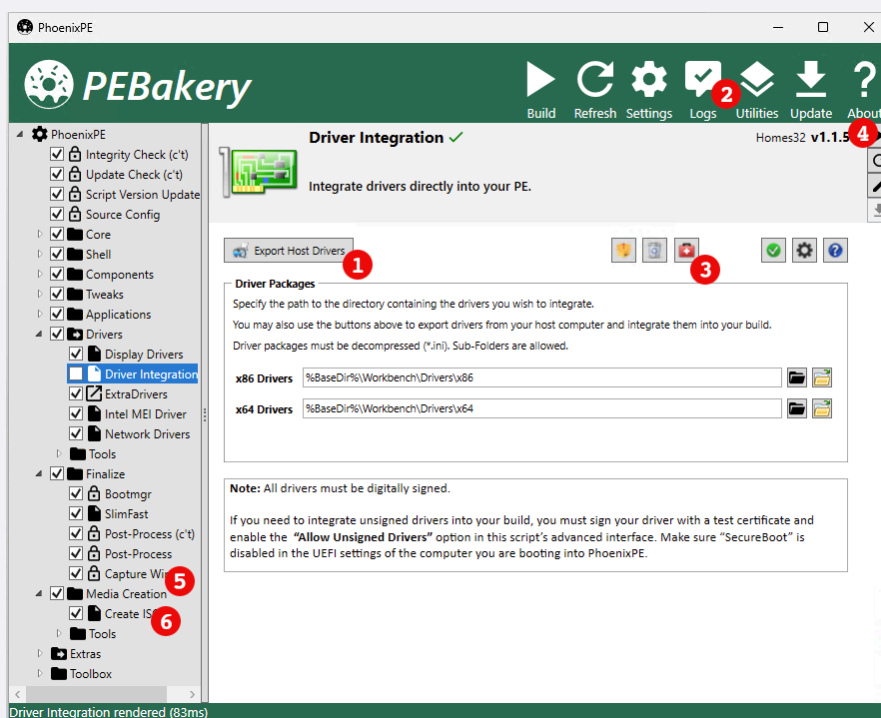 PhoenixPE
PEBakery
Build
Refresh
Settings
Logs
2
Utilities
Update
About
PhoenixPE
Integrity Check (c't)
Update Check (c't)
Script Version Update
Source Config
Core
Shell
Components
Tweaks
Applications
Drivers
Display Drivers
Driver Integration
ExtraDrivers
Intel MEI Driver
Network Drivers
Tools
Finalize
Bootmgr
SlimFast
Post-Process (c't)
Post-Process
Capture Wi
5
Media Creation
Create IS
6
Tools
Extras
Toolbox
Driver Integration
Homes32 v1.1.5
4
Integrate drivers directly into your PE.
Export Host Drivers
1
3
Driver Packages
Specify the path to the directory containing the drivers you wish to integrate.
You may also use the buttons above to export drivers from your host computer and integrate them into your build.
Driver packages must be decompressed (*.ini). Sub-Folders are allowed.
x86 Drivers %BaseDir%\Workbench\Drivers\x86
x64 Drivers %BaseDir%\Workbench\Drivers\x64
Note: All drivers must be digitally signed.
If you need to integrate unsigned drivers into your build, you must sign your driver with a test certificate and
enable the "Allow Unsigned Drivers" option in this script's advanced interface. Make sure "SecureBoot" is
disabled in the UEFI settings of the computer you are booting into PhoenixPE.
Driver Integration rendered (83ms)